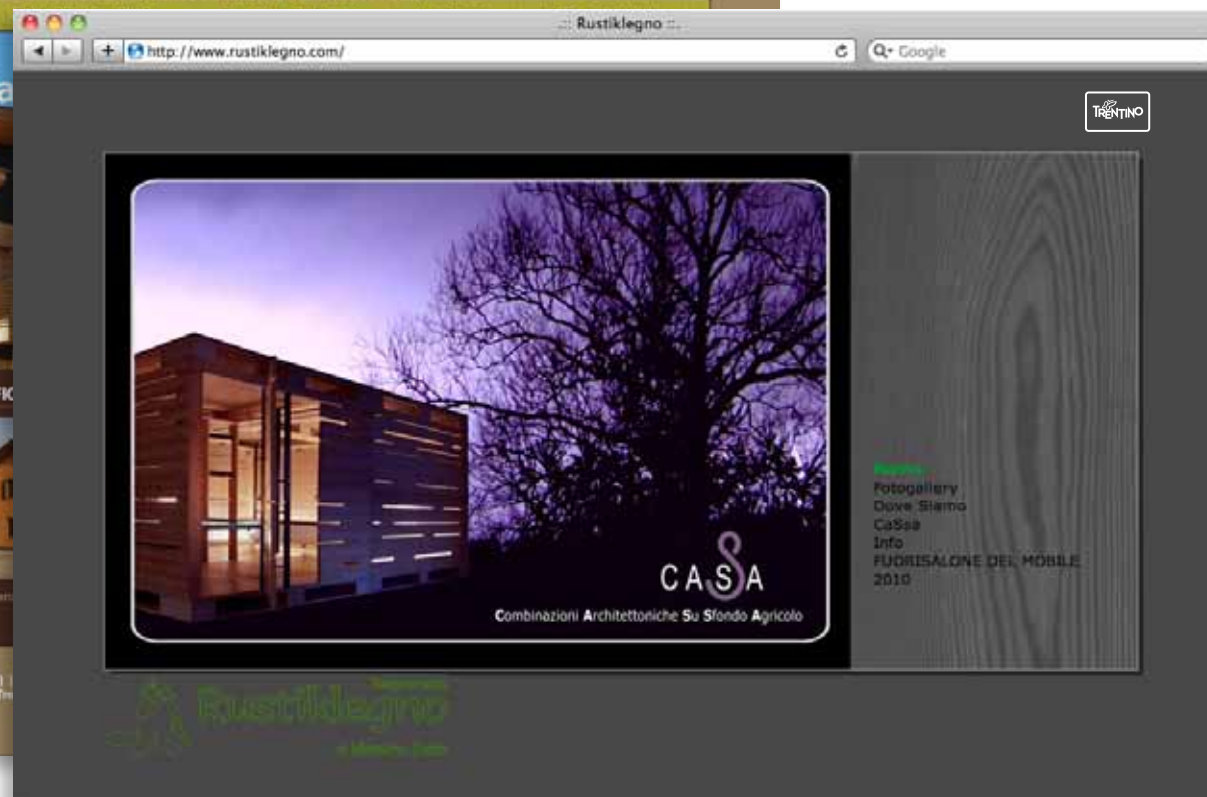 .:: Rustiklegno ::.
http://www.rustiklegno.com/
Google
TRENTINO
CASSA
Combinazioni Architettoniche Su Sfondo Agricolo
Fotogallery
Dove Siamo
CaSsa
Info
FUORISALONE DEL MOBILE
2010
Rustiklegno